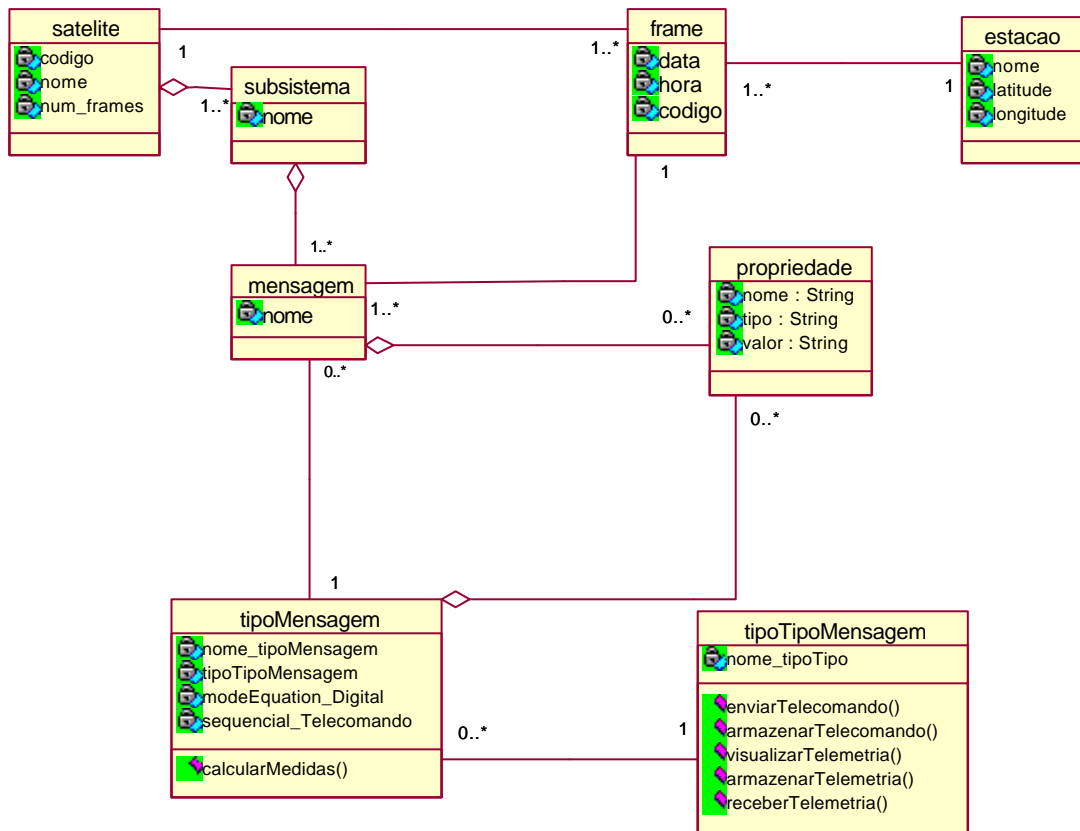 satelite
codigo
nome
num_frames
1
1..*
subsistema
nome
1..*
frame
data
hora
codigo
1..*
1
1
estacao
nome
latitude
longitude
1..*
mensagem
nome
1..*
0..*
0..*
propriedade
nome : String
tipo : String
valor : String
0..*
1
tipoMensagem
nome_tipoMensagem
tipoTipoMensagem
modeEquation_Digital
sequencial_Telecomando
calcularMedidas()
0..*
1
tipoTipoMensagem
nome_tipoTipo
enviarTelecomando()
armazenarTelecomando()
visualizarTelemetria()
armazenarTelemetria()
receberTelemetria()